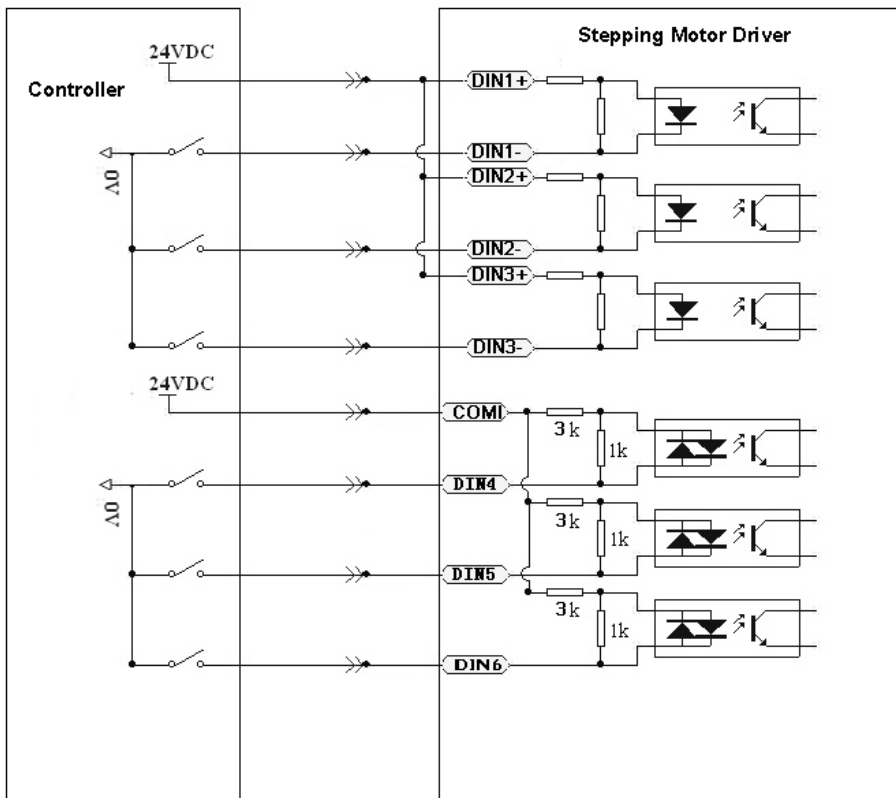 Stepping Motor Driver
24VDC
Controller
DIN1+
DIN1-
0V
DIN2+
DIN2-
DIN3+
DIN3-
24VDC
COMI
3k
1k
DIN4
0V
3k
1k
DIN5
3k
1k
DIN6